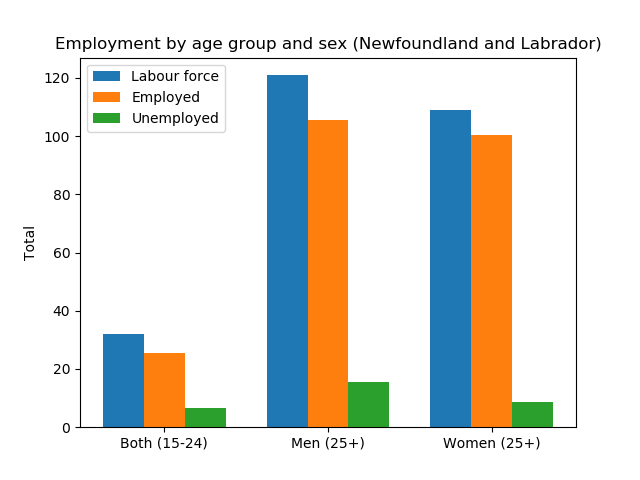 Employment by age group and sex (Newfoundland and Labrador)
Labour force
Employed
Unemployed
Total
120
100
80
60
40
20
0
Both (15-24)
Men (25+)
Women (25+)